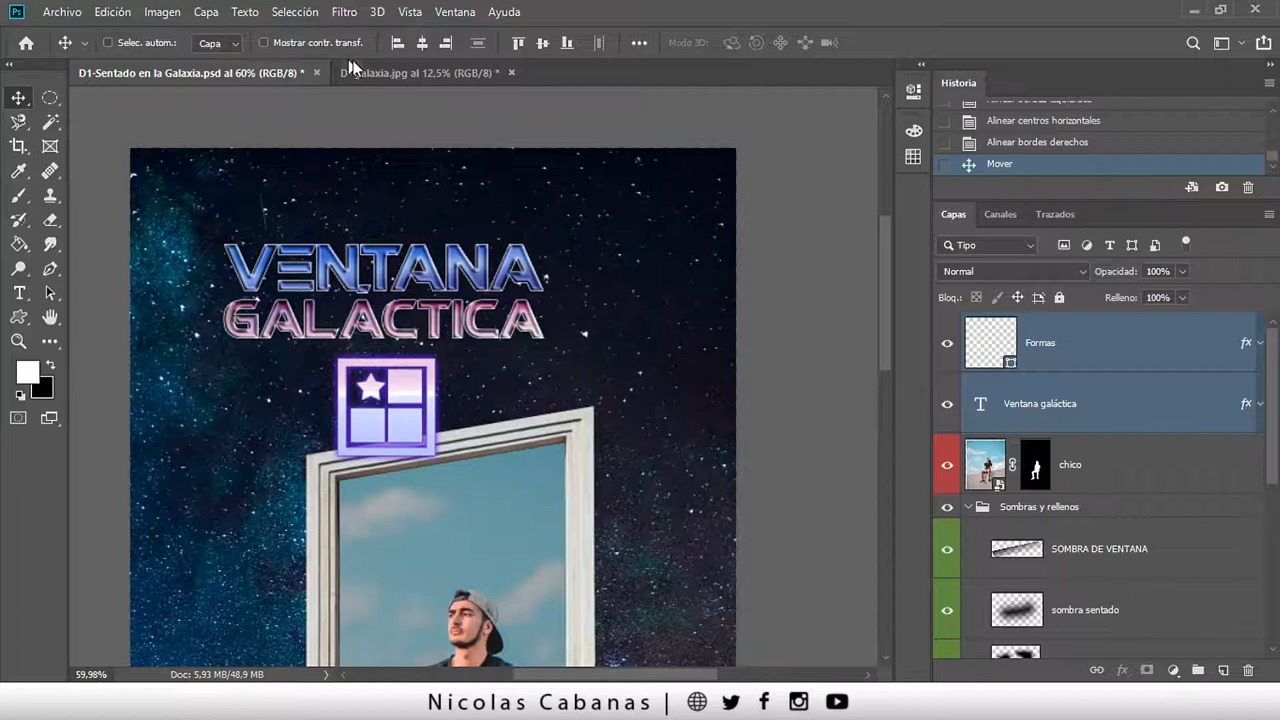 Ps Archivo Edición Imagen Capa Texto Selección Filtro 3D Vista Ventana Ayuda
Selec. autom.: Capa Mostrar contr. transf. Modo 3D:
D1-Sentado en la Galaxia.psd al 60% (RGB/8) * × alaxia.jpg al 12,5% (RGB/8) * ×
Historia
Alinear centros horizontales
Alinear bordes derechos
Mover
Capas Canales Trazados
Tipo
Normal Opacidad: 100%
Bloq.: Relleno: 100%
Formas fx
T Ventana galáctica fx
chico
Sombras y rellenos
SOMBRA DE VENTANA
sombra sentado
VENTANA
GALACTICA
59,98% Doc: 5,93 MB/48,9 MB
Nicolas Cabanas |